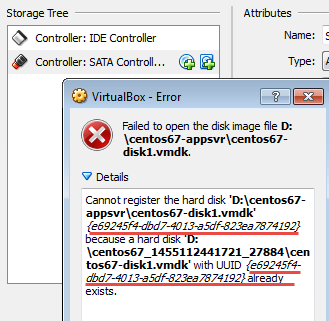 Storage Tree
Attributes
Controller: IDE Controller
Name:
Controller: SATA Controll...
Type:
VirtualBox - Error
?
Failed to open the disk image file D:
\centos67-appsvr\centos67-
disk1.vmdk.
Details
Cannot register the hard disk 'D:\centos67-
appsvr\centos67-disk1.vmdk'
{e69245f4-dbd7-4013-a5df-823ea7874192}
because a hard disk 'D:
\centos67_1455112441721_27884\cent
os67-disk1.vmdk' with UUID {e69245f4-
dbd7-4013-a5df-823ea7874192} already
exists.